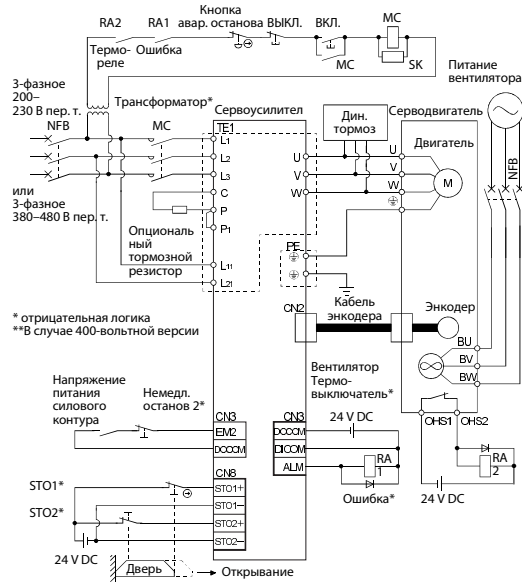 Кнопка
авар. останова ВЫКЛ. ВКЛ. MC
RA2 RA1
Термо- Ошибка
реле
MC SK
Питание
вентилятора
3-фазное
200–
230 В пер. т.
Трансформатор*
NFB MC
Сервоусилител
TE1
Дин.
тормоз
Серводвигатель
Двигатель
NFB
L1
L2
L3
C
P
P1
L11
L21
U
V
W
U
V
W
M
PE
или
3-фазное
380–480 В пер. т.
Опциональ
ный
тормозной
резистор
CN2
Кабель
энкодера
Энкодер
* отрицательная логика
**В случае 400-вольтной версии
BU
BV
BW
Вентилятор
Термо-
выключатель*
Напряжение
питания
силового
контура
Немедл.
останов 2*
CN3
EM2
DOCOM
CN3
DOCOM
DICOM
ALM
24 V DC
RA
1
Ошибка*
OHS1 OHS2
RA
2
24 V DC
CN8
STO1+
STO1–
STO2+
STO2–
STO1*
STO2*
24 V DC
Дверь
Открывание